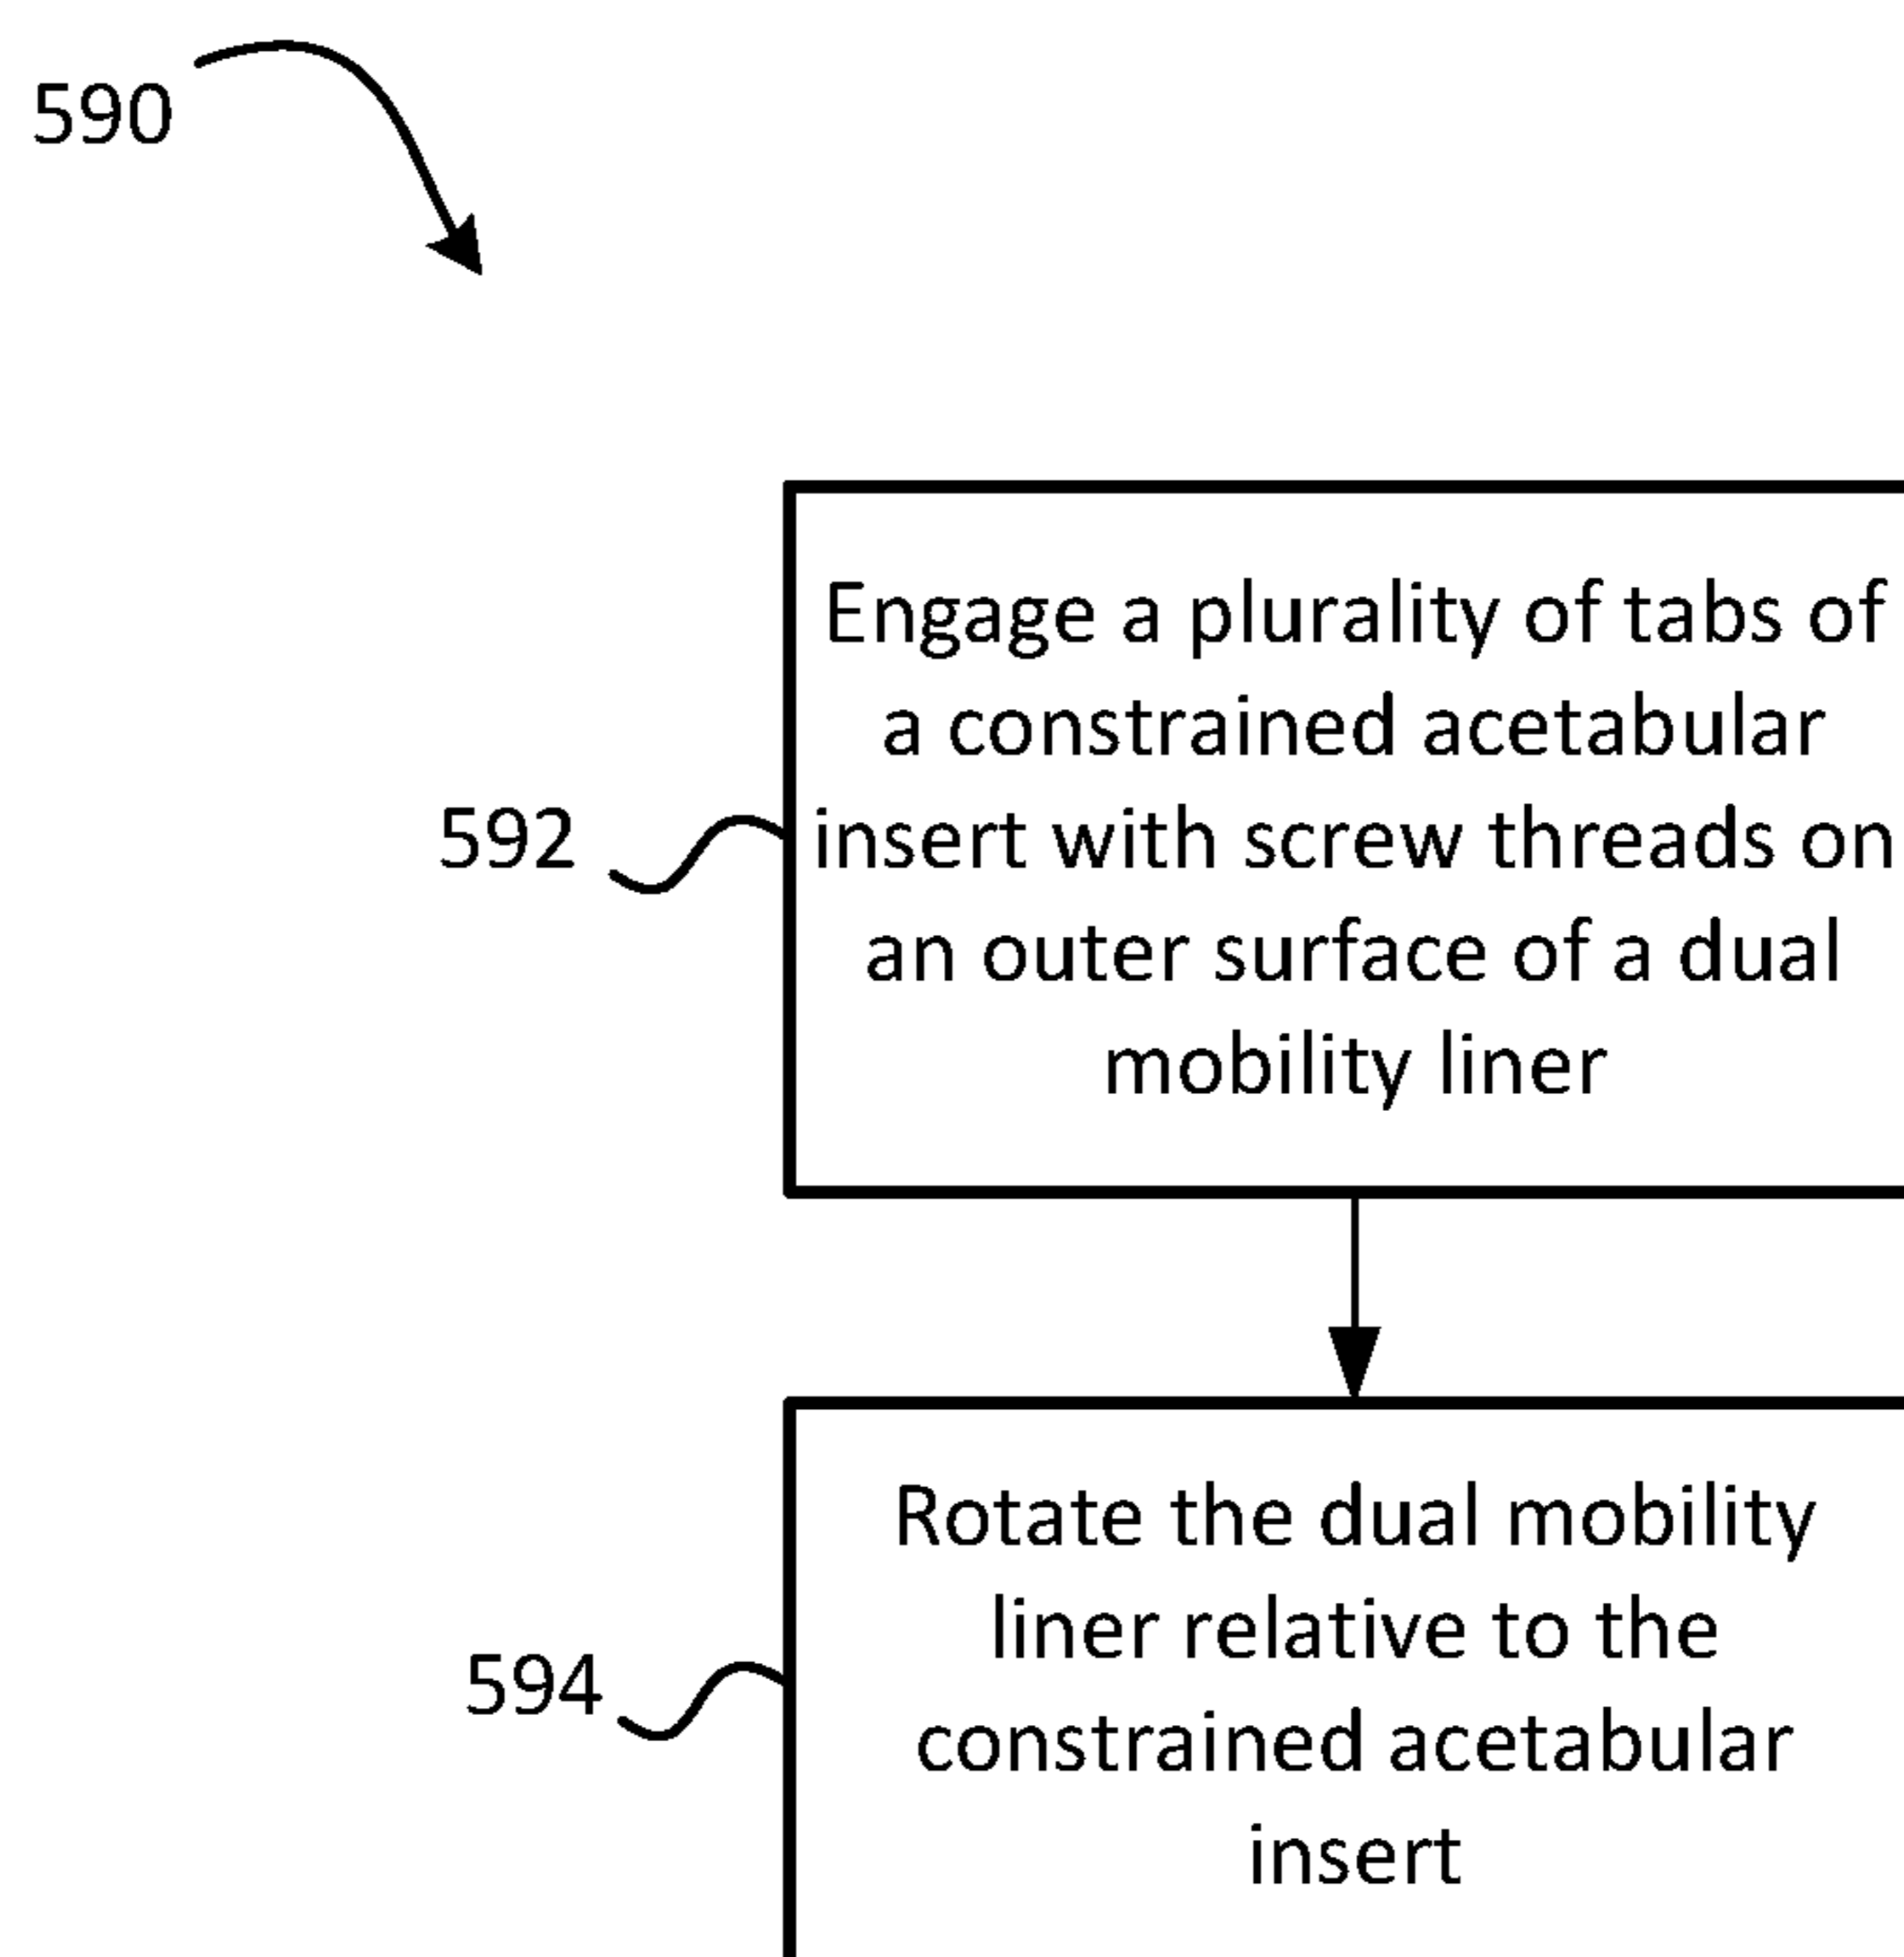 590
Engage a plurality of tabs of
a constrained acetabular
592
insert with screw threads on
an outer surface of a dual
mobility liner
Rotate the dual mobility
liner relative to the
594
constrained acetabular
insert